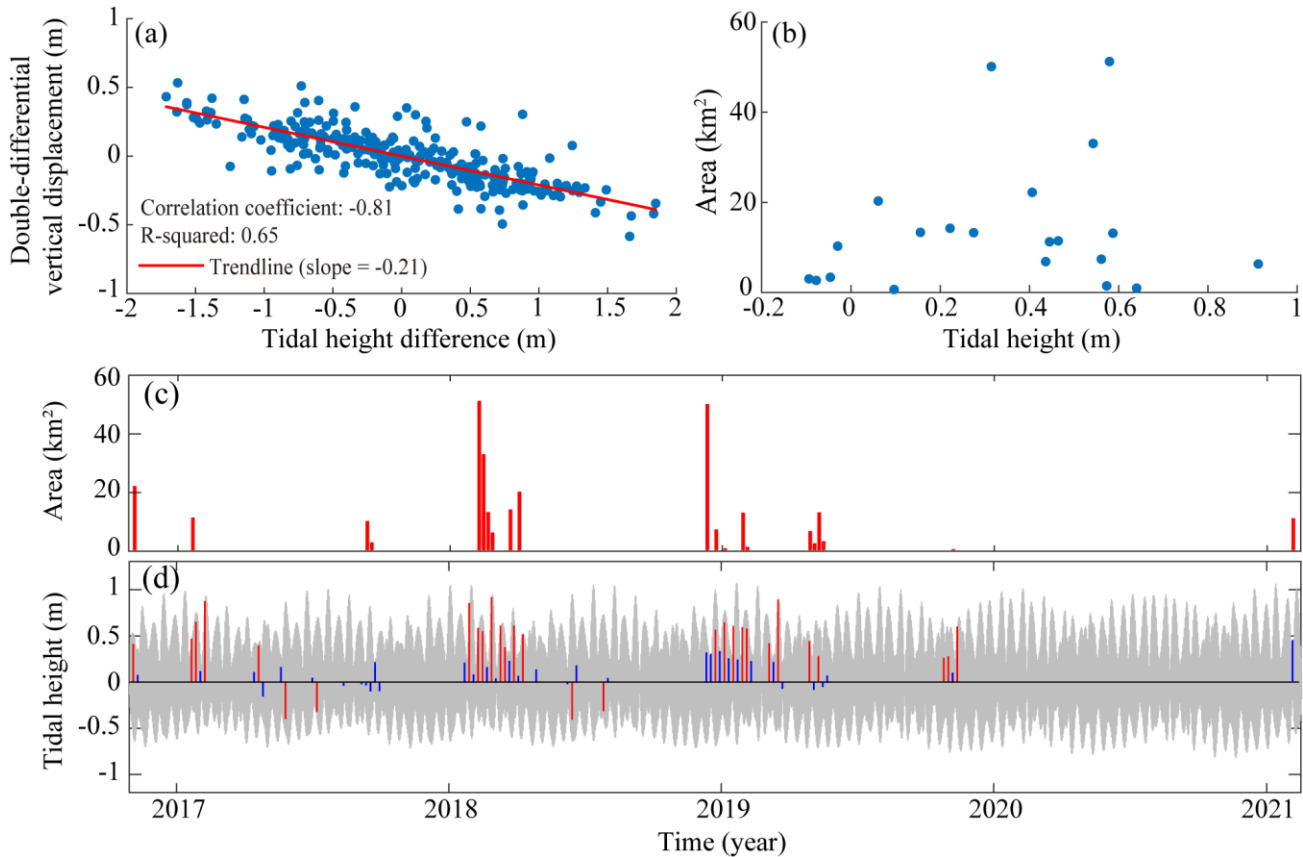 (a)
Double-differential
vertical displacement (m)
1
0.5
0
-0.5
-1
Correlation coefficient: -0.81
R-squared: 0.65
Trendline (slope = -0.21)
-2 -1.5 -1 -0.5 0 0.5 1 1.5 2
Tidal height difference (m)
(b)
Area (km²)
60
40
20
0
-0.2 0 0.2 0.4 0.6 0.8 1
Tidal height (m)
(c)
Area (km²)
60
40
20
0
(d)
Tidal height (m)
1
0.5
0
-0.5
-1
2017 2018 2019 2020 2021
Time (year)